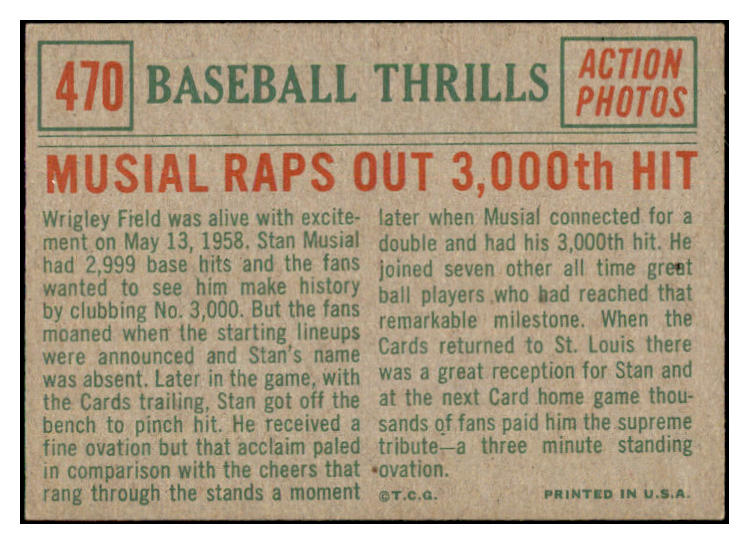 470
BASEBALL THRILLS
ACTION
PHOTOS
MUSIAL RAPS OUT 3,000th HIT
Wrigley Field was alive with excite-
ment on May 13, 1958. Stan Musial
had 2,999 base hits and the fans
wanted to see him make history
by clubbing No. 3,000. But the fans
moaned when the starting lineups
were announced and Stan's name
was absent. Later in the game, with
the Cards trailing, Stan got off the
bench to pinch hit. He received a
fine ovation but that acclaim paled
in comparison with the cheers that
rang through the stands a moment
later when Musial connected for a
double and had his 3,000th hit. He
joined seven other all time great
ball players who had reached that
remarkable milestone. When the
Cards returned to St. Louis there
was a great reception for Stan and
at the next Card home game thou-
sands of fans paid him the supreme
tribute—a three minute standing
ovation.
©T.C.G.
PRINTED IN U.S.A.